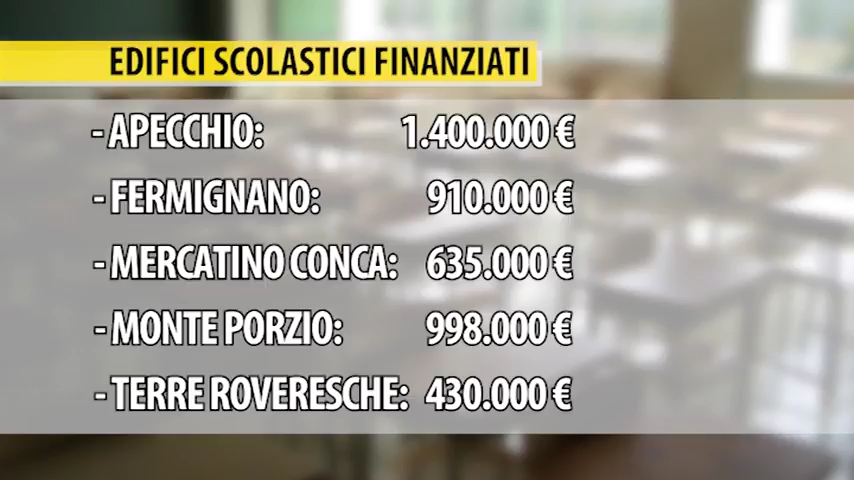 EDIFICI SCOLASTICI FINANZIATI
- APECCHIO: 1.400.000 €
- FERMIGNANO: 910.000 €
- MERCATINO CONCA: 635.000 €
- MONTE PORZIO: 998.000 €
- TERRE ROVERESCHE: 430.000 €